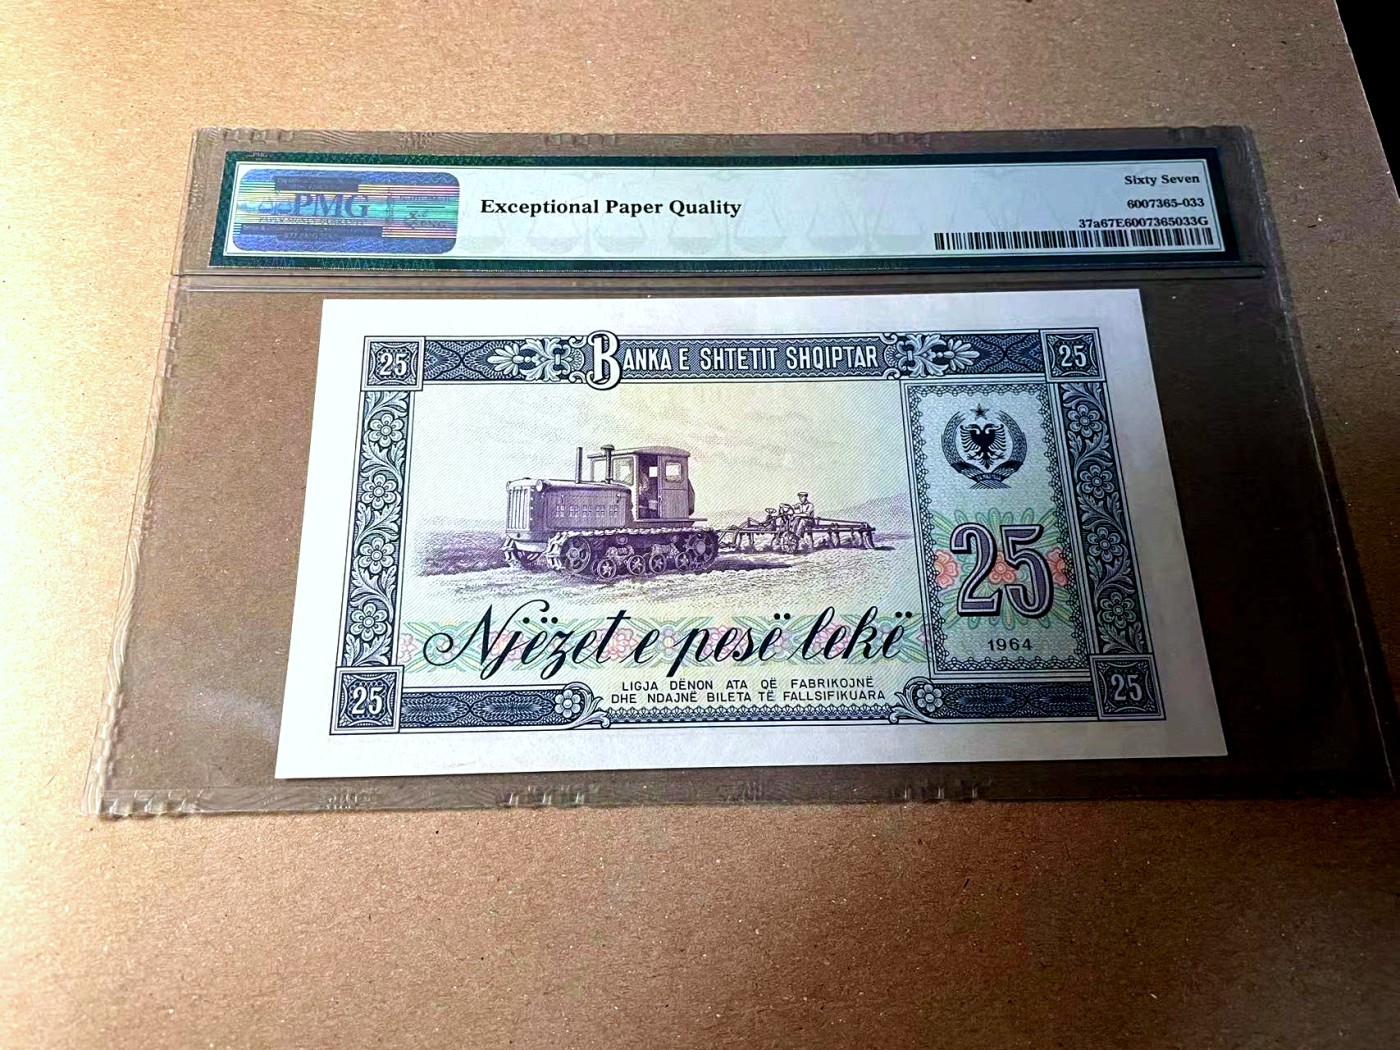 PMG
Exceptional Paper Quality
Sixty Seven
6007365-033
37a67E6007365033G
25
BANKA E SHTETIT SHQIPTAR
25
25
1964
Njëzet e pesë lekë
LIGJA DËNON ATA QË FABRIKOJNË
DHE NDAJNË BILETA TË FALLSIFIKUARA
25
25